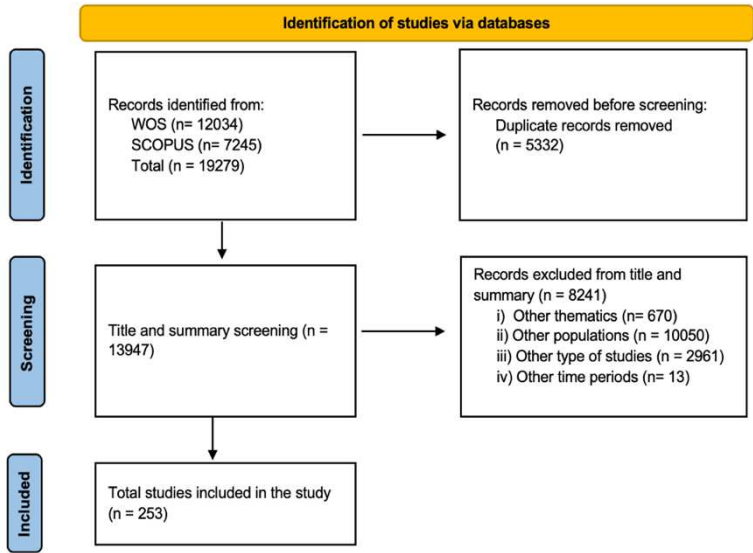 Identification of studies via databases
Identification
Records identified from:
WOS (n= 12034)
SCOPUS (n= 7245)
Total (n = 19279)
Records removed before screening:
Duplicate records removed
(n = 5332)
Screening
Title and summary screening (n =
13947)
Records excluded from title and
summary (n = 8241)
i) Other thematics (n= 670)
ii) Other populations (n = 10050)
iii) Other type of studies (n = 2961)
iv) Other time periods (n= 13)
Included
Total studies included in the study
(n = 253)